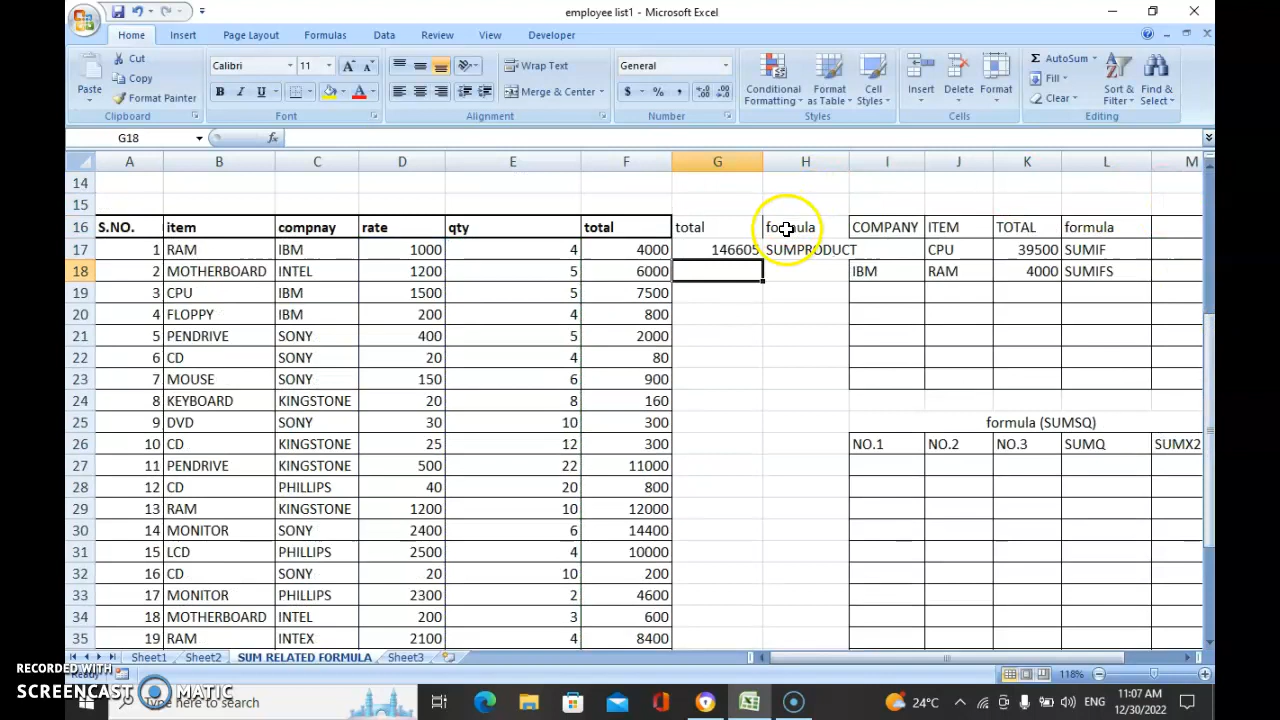 employee list1 - Microsoft Excel
Home Insert Page Layout Formulas Data Review View Developer
Paste
Cut
Copy
Format Painter
Clipboard
Calibri 11
B I U
Font
Wrap Text
Merge & Center
Alignment
General
$ % ,
Number
Conditional Formatting
Format as Table
Cell Styles
Styles
Insert Delete Format
Cells
AutoSum
Fill
Clear
Sort & Filter
Find & Select
Editing
G18 fx
A B C D E F G H I J K L M
14
15
16 S.NO. item compnay rate qty total total formula COMPANY ITEM TOTAL formula
17 1 RAM IBM 1000 4 4000 146605 SUMPRODUCT CPU 39500 SUMIF
18 2 MOTHERBOARD INTEL 1200 5 6000 IBM RAM 4000 SUMIFS
19 3 CPU IBM 1500 5 7500
20 4 FLOPPY IBM 200 4 800
21 5 PENDRIVE SONY 400 5 2000
22 6 CD SONY 20 4 80
23 7 MOUSE SONY 150 6 900
24 8 KEYBOARD KINGSTONE 20 8 160
25 9 DVD SONY 30 10 300 formula (SUMSQ)
26 10 CD KINGSTONE 25 12 300 NO.1 NO.2 NO.3 SUMQ SUMX2
27 11 PENDRIVE KINGSTONE 500 22 11000
28 12 CD PHILLIPS 40 20 800
29 13 RAM KINGSTONE 1200 10 12000
30 14 MONITOR SONY 2400 6 14400
31 15 LCD PHILLIPS 2500 4 10000
32 16 CD SONY 20 10 200
33 17 MONITOR PHILLIPS 2300 2 4600
34 18 MOTHERBOARD INTEL 200 3 600
35 19 RAM INTEX 2100 4 8400
Sheet1 Sheet2 SUM RELATED FORMULA Sheet3
118%
RECORDED WITH
SCREENCAST MATIC
here to search
24°C ENG 11:07 AM
12/30/2022